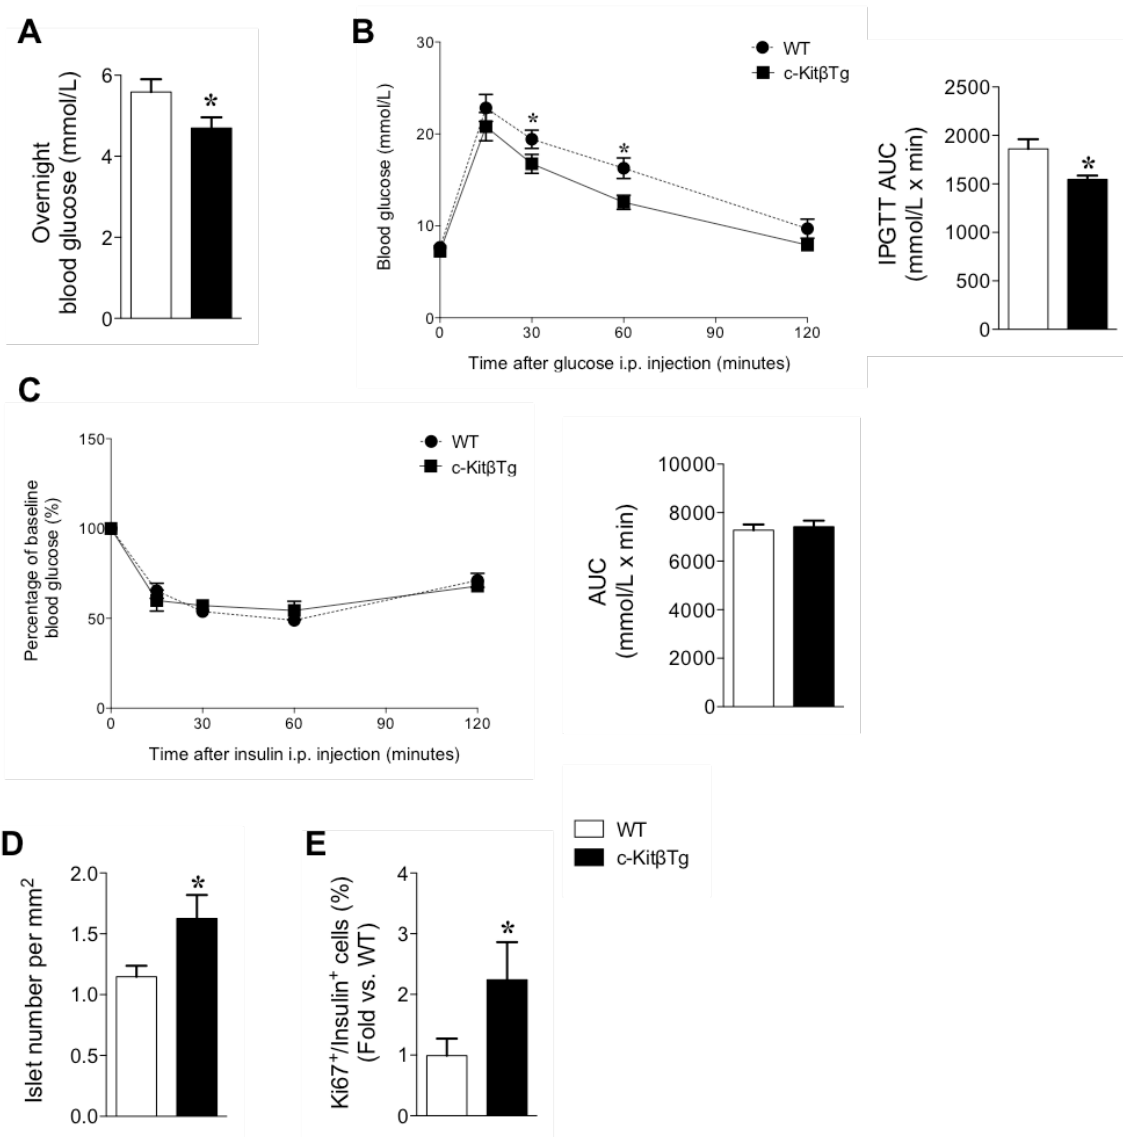 A
Overnight
blood glucose (mmol/L)
6
4
2
0
*
B
Blood glucose (mmol/L)
30
20
10
0
WT
c-KitβTg
*
*
0
30
60
90
120
Time after glucose i.p. injection (minutes)
IPGTT AUC
(mmol/L x min)
2500
2000
1500
1000
500
0
*
C
Percentage of baseline
blood glucose (%)
150
100
50
0
WT
c-KitβTg
0
30
60
90
120
Time after insulin i.p. injection (minutes)
AUC
(mmol/L x min)
10000
8000
6000
4000
2000
0
WT
c-KitβTg
D
Islet number per mm²
2.0
1.5
1.0
0.5
0.0
*
E
Ki67⁺/Insulin⁺ cells (%)
(Fold vs. WT)
4
3
2
1
0
*